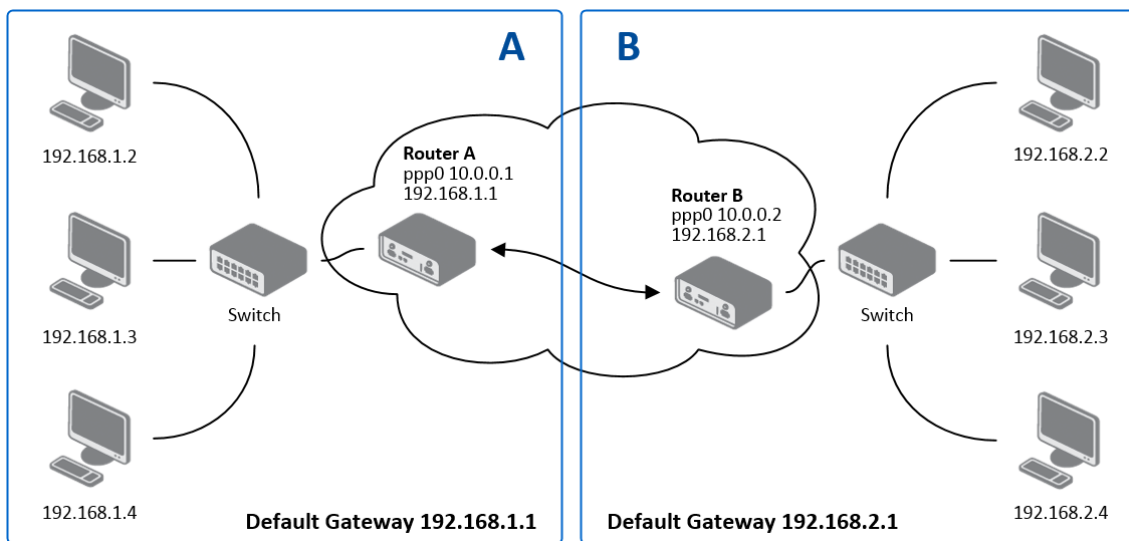 A
B
192.168.1.2
192.168.2.2
Router A
ppp0 10.0.0.1
192.168.1.1
Router B
ppp0 10.0.0.2
192.168.2.1
Switch
Switch
192.168.1.3
192.168.2.3
192.168.1.4
192.168.2.4
Default Gateway 192.168.1.1
Default Gateway 192.168.2.1